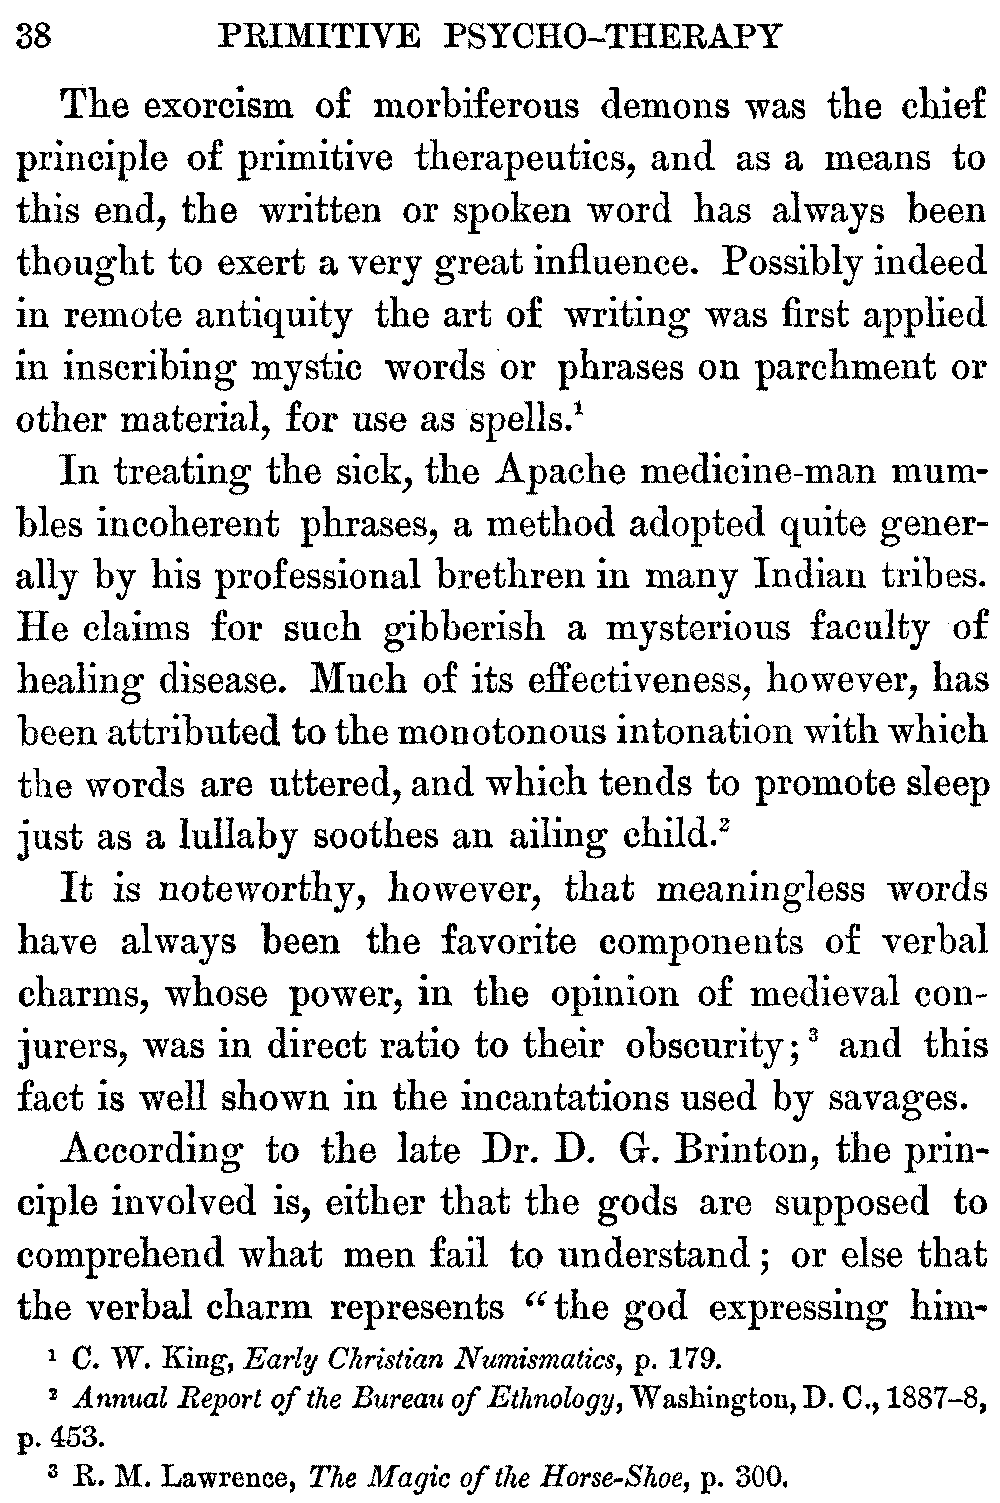 38 PRIMITIVE PSYCHO-THERAPY
The exorcism of morbiferous demons was the chief
principle of primitive therapeutics, and as a means to
this end, the written or spoken word has always been
thought to exert a very great influence. Possibly indeed
in remote antiquity the art of writing was first applied
in inscribing mystic words or phrases on parchment or
other material, for use as spells.¹
In treating the sick, the Apache medicine-man mum-
bles incoherent phrases, a method adopted quite gener-
ally by his professional brethren in many Indian tribes.
He claims for such gibberish a mysterious faculty of
healing disease. Much of its effectiveness, however, has
been attributed to the monotonous intonation with which
the words are uttered, and which tends to promote sleep
just as a lullaby soothes an ailing child.²
It is noteworthy, however, that meaningless words
have always been the favorite components of verbal
charms, whose power, in the opinion of medieval con-
jurers, was in direct ratio to their obscurity;³ and this
fact is well shown in the incantations used by savages.
According to the late Dr. D. G. Brinton, the prin-
ciple involved is, either that the gods are supposed to
comprehend what men fail to understand; or else that
the verbal charm represents "the god expressing him-
¹ C. W. King, Early Christian Numismatics, p. 179.
² Annual Report of the Bureau of Ethnology, Washington, D. C., 1887–8,
p. 453.
³ R. M. Lawrence, The Magic of the Horse-Shoe, p. 300.